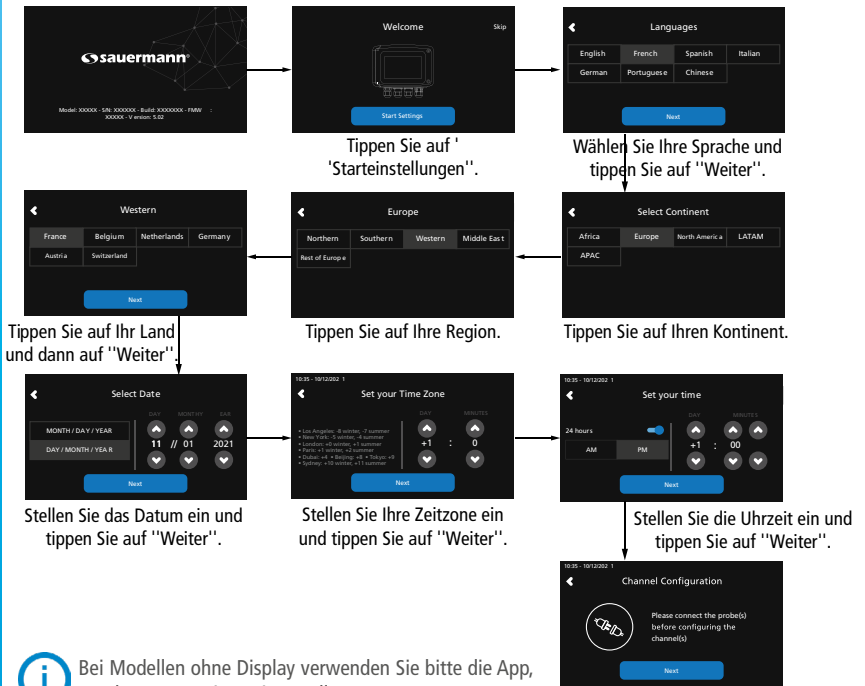 sauermann
Model: XXXXX - S/N: XXXXXX - Build: XXXXXXX - FMW :
XXXXX - V ersion: 5.02
Welcome
Skip
Start Settings
Tippen Sie auf '
'Starteinstellungen''.
Languages
English French Spanish Italian
German Portuguese Chinese
Next
Wählen Sie Ihre Sprache und
tippen Sie auf ''Weiter''.
Western
France Belgium Netherlands Germany
Austria Switzerland
Next
Tippen Sie auf Ihr Land
und dann auf ''Weiter''.
Europe
Northern Southern Western Middle East
Rest of Europe
Tippen Sie auf Ihre Region.
Select Continent
Africa Europe North America LATAM
APAC
Tippen Sie auf Ihren Kontinent.
Select Date
DAY MONTHY EAR
MONTH / DAY / YEAR
DAY / MONTH / YEA R
11 // 01 2021
Next
Stellen Sie das Datum ein und
tippen Sie auf ''Weiter''.
10:35 - 10/12/202 1
Set your Time Zone
DAY MINUTES
• Los Angeles: -8 winter, -7 summer
• New York: -5 winter, -4 summer
• London: +0 winter, +1 summer
• Paris: +1 winter, +2 summer
• Dubai: +4 • Beijing: +8 • Tokyo: +9
• Sydney: +10 winter, +11 summer
+1 : 0
Next
Stellen Sie Ihre Zeitzone ein
und tippen Sie auf ''Weiter''.
10:35 - 10/12/202 1
Set your time
DAY MINUTES
24 hours
AM PM
+1 : 00
Next
Stellen Sie die Uhrzeit ein und
tippen Sie auf ''Weiter''.
10:35 - 10/12/202 1
Channel Configuration
Please connect the probe(s)
before configuring the
channel(s)
Next
i
Bei Modellen ohne Display verwenden Sie bitte die App,